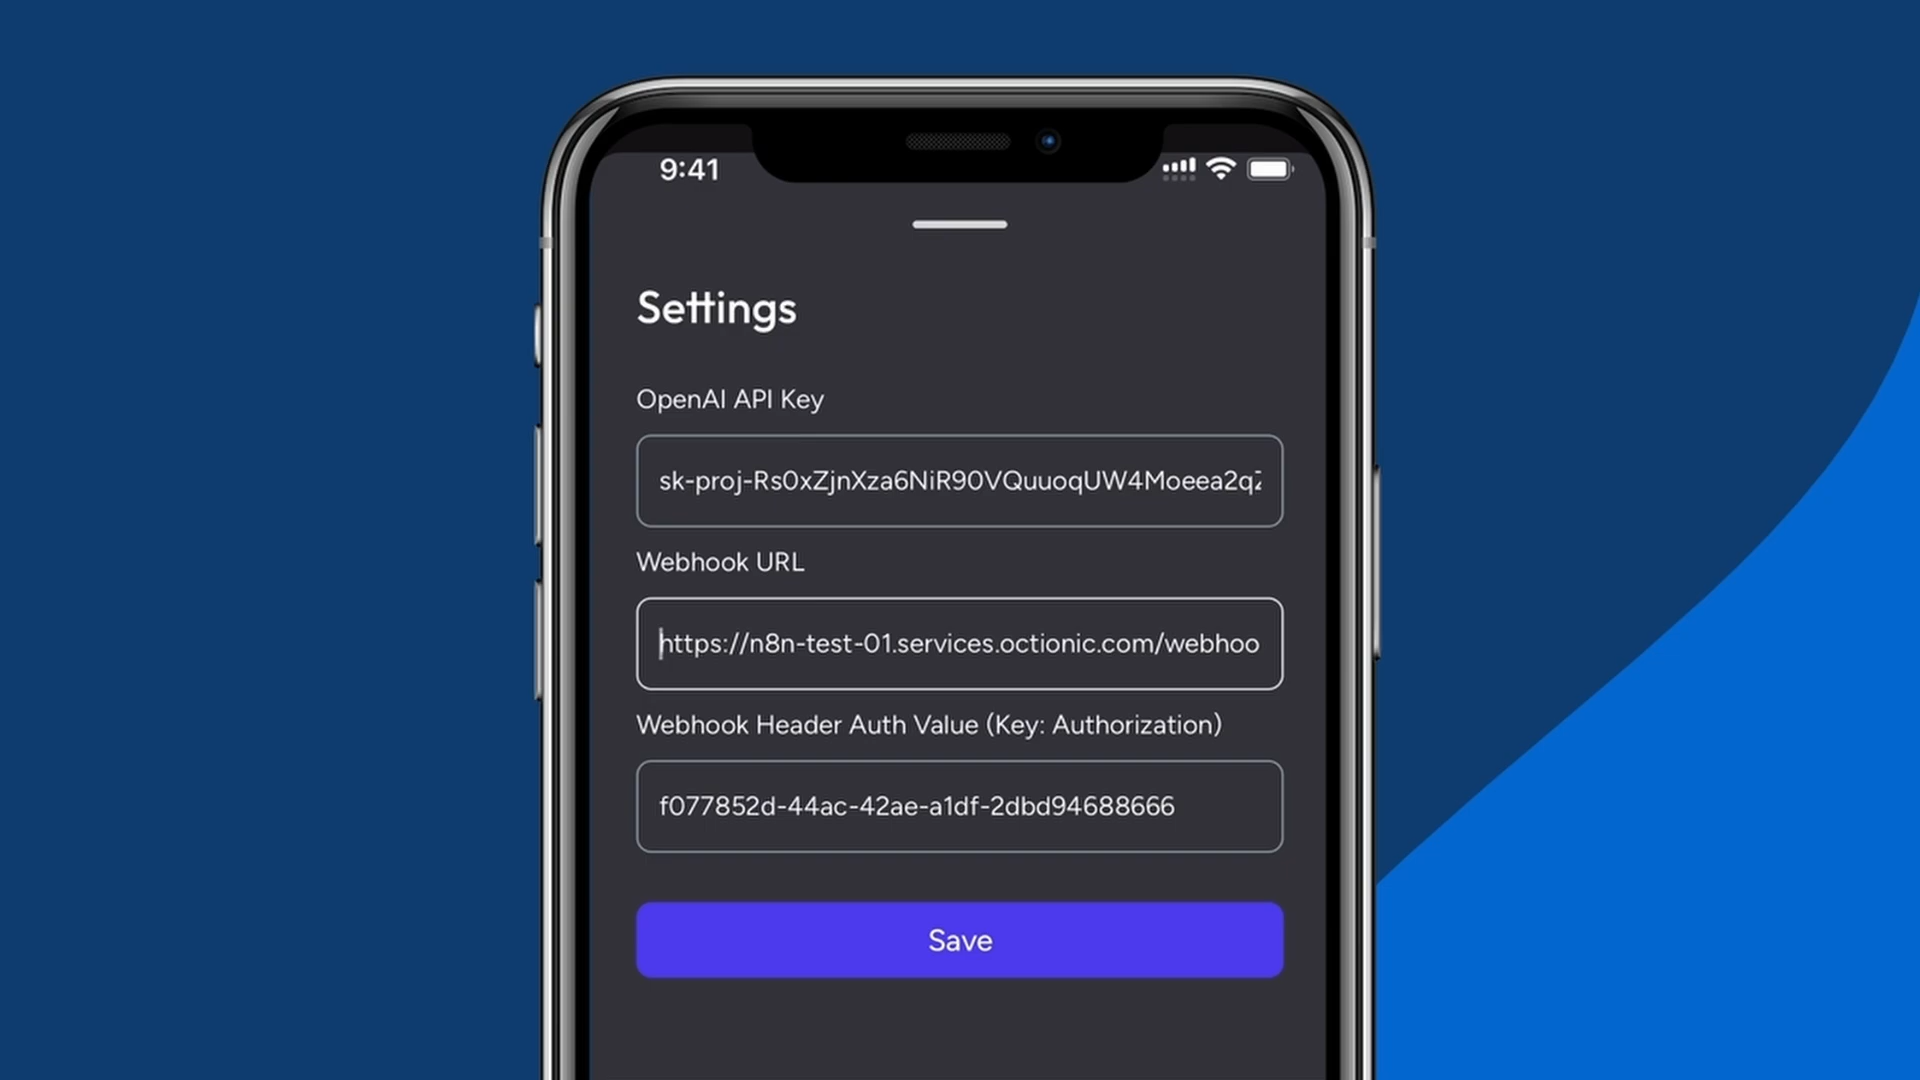 9:41
Settings
OpenAI API Key
sk-proj-Rs0xZjnXza6NiR90VQuuoqUW4Moeea2q
Webhook URL
https://n8n-test-01.services.octionic.com/webhoo
Webhook Header Auth Value (Key: Authorization)
f077852d-44ac-42ae-a1df-2dbd94688666
Save